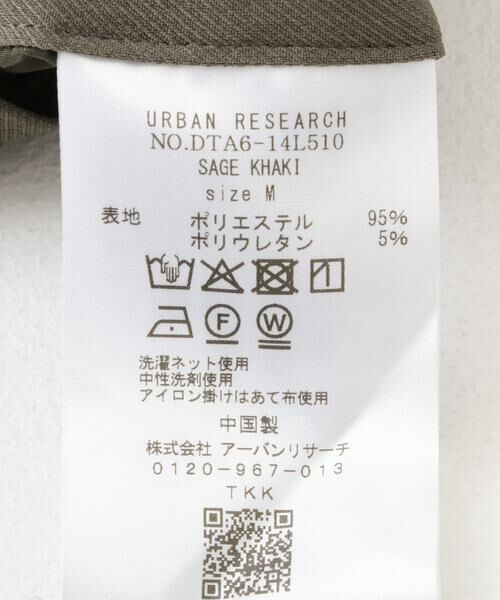 URBAN RESEARCH
NO.DTA6-14L510
SAGE KHAKI
size M
表地 ポリエステル 95%
ポリウレタン 5%
F W
洗濯ネット使用
中性洗剤使用
アイロン掛けはあて布使用
中国製
株式会社 アーバンリサーチ
0120-967-013
TKK